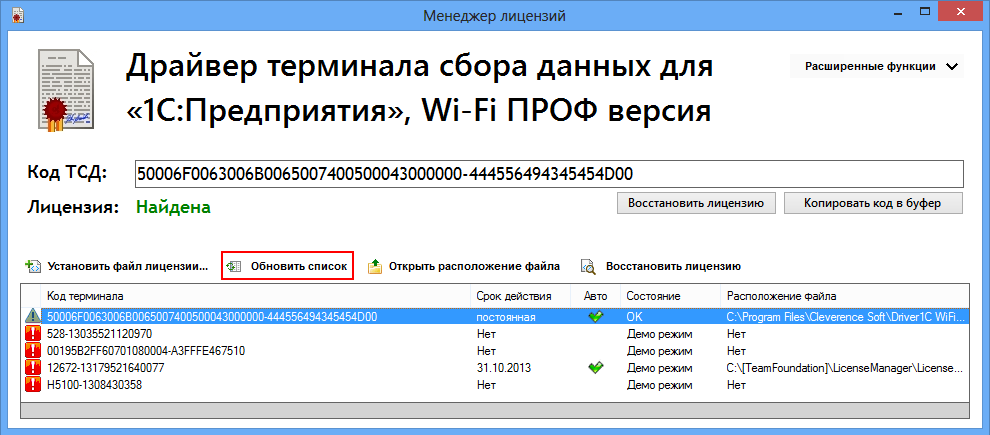 Менеджер лицензий
Драйвер терминала сбора данных для
«1С:Предприятия», Wi-Fi ПРОФ версия
Расширенные функции
Код ТСД: 50006F0063006B0065007400500043000000-444556494345454D00
Лицензия: Найдена Восстановить лицензию Копировать код в буфер
Установить файл лицензии... Обновить список Открыть расположение файла Восстановить лицензию
Код терминала Срок действия Авто Состояние Расположение файла
50006F0063006B0065007400500043000000-444556494345454D00 постоянная OK C:\Program Files\Cleverence Soft\Driver1C WiFi...
528-13035521120970 Нет Демо режим Нет
00195B2FF60701080004-A3FFFE467510 Нет Демо режим Нет
12672-13179521640077 31.10.2013 Демо режим C:\[TeamFoundation]\LicenseManager\License...
H5100-1308430358 Нет Демо режим Нет